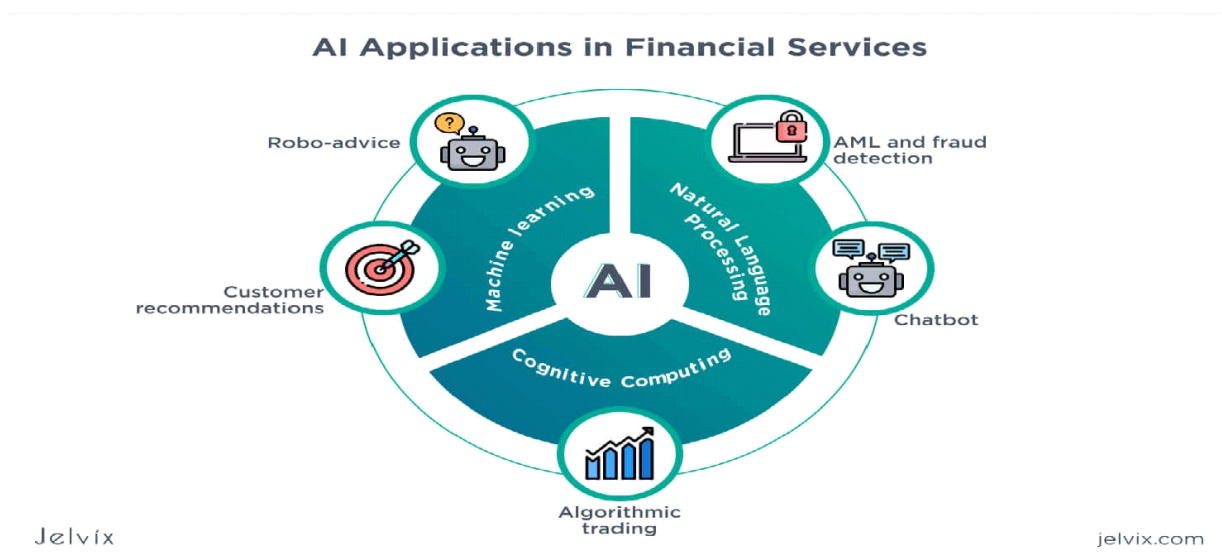 AI Applications in Financial Services
Robo-advice
?
AML and fraud
detection
Machine learning
Natural Language
Processing
AI
Customer
recommendations
Chatbot
Cognitive Computing
Algorithmic
trading
Jelvíx
jelvix.com